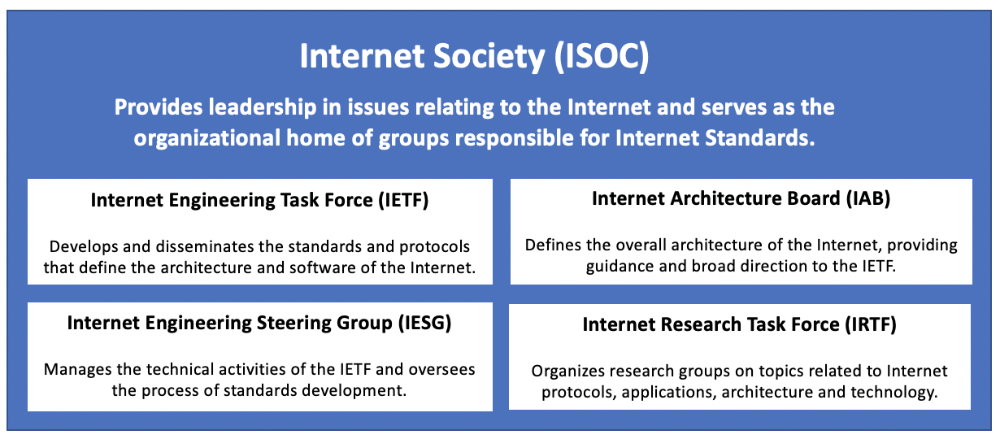 Internet Society (ISOC)
Provides leadership in issues relating to the Internet and serves as the
organizational home of groups responsible for Internet Standards.
Internet Engineering Task Force (IETF)
Develops and disseminates the standards and protocols
that define the architecture and software of the Internet.
Internet Architecture Board (IAB)
Defines the overall architecture of the Internet, providing
guidance and broad direction to the IETF.
Internet Engineering Steering Group (IESG)
Manages the technical activities of the IETF and oversees
the process of standards development.
Internet Research Task Force (IRTF)
Organizes research groups on topics related to Internet
protocols, applications, architecture and technology.